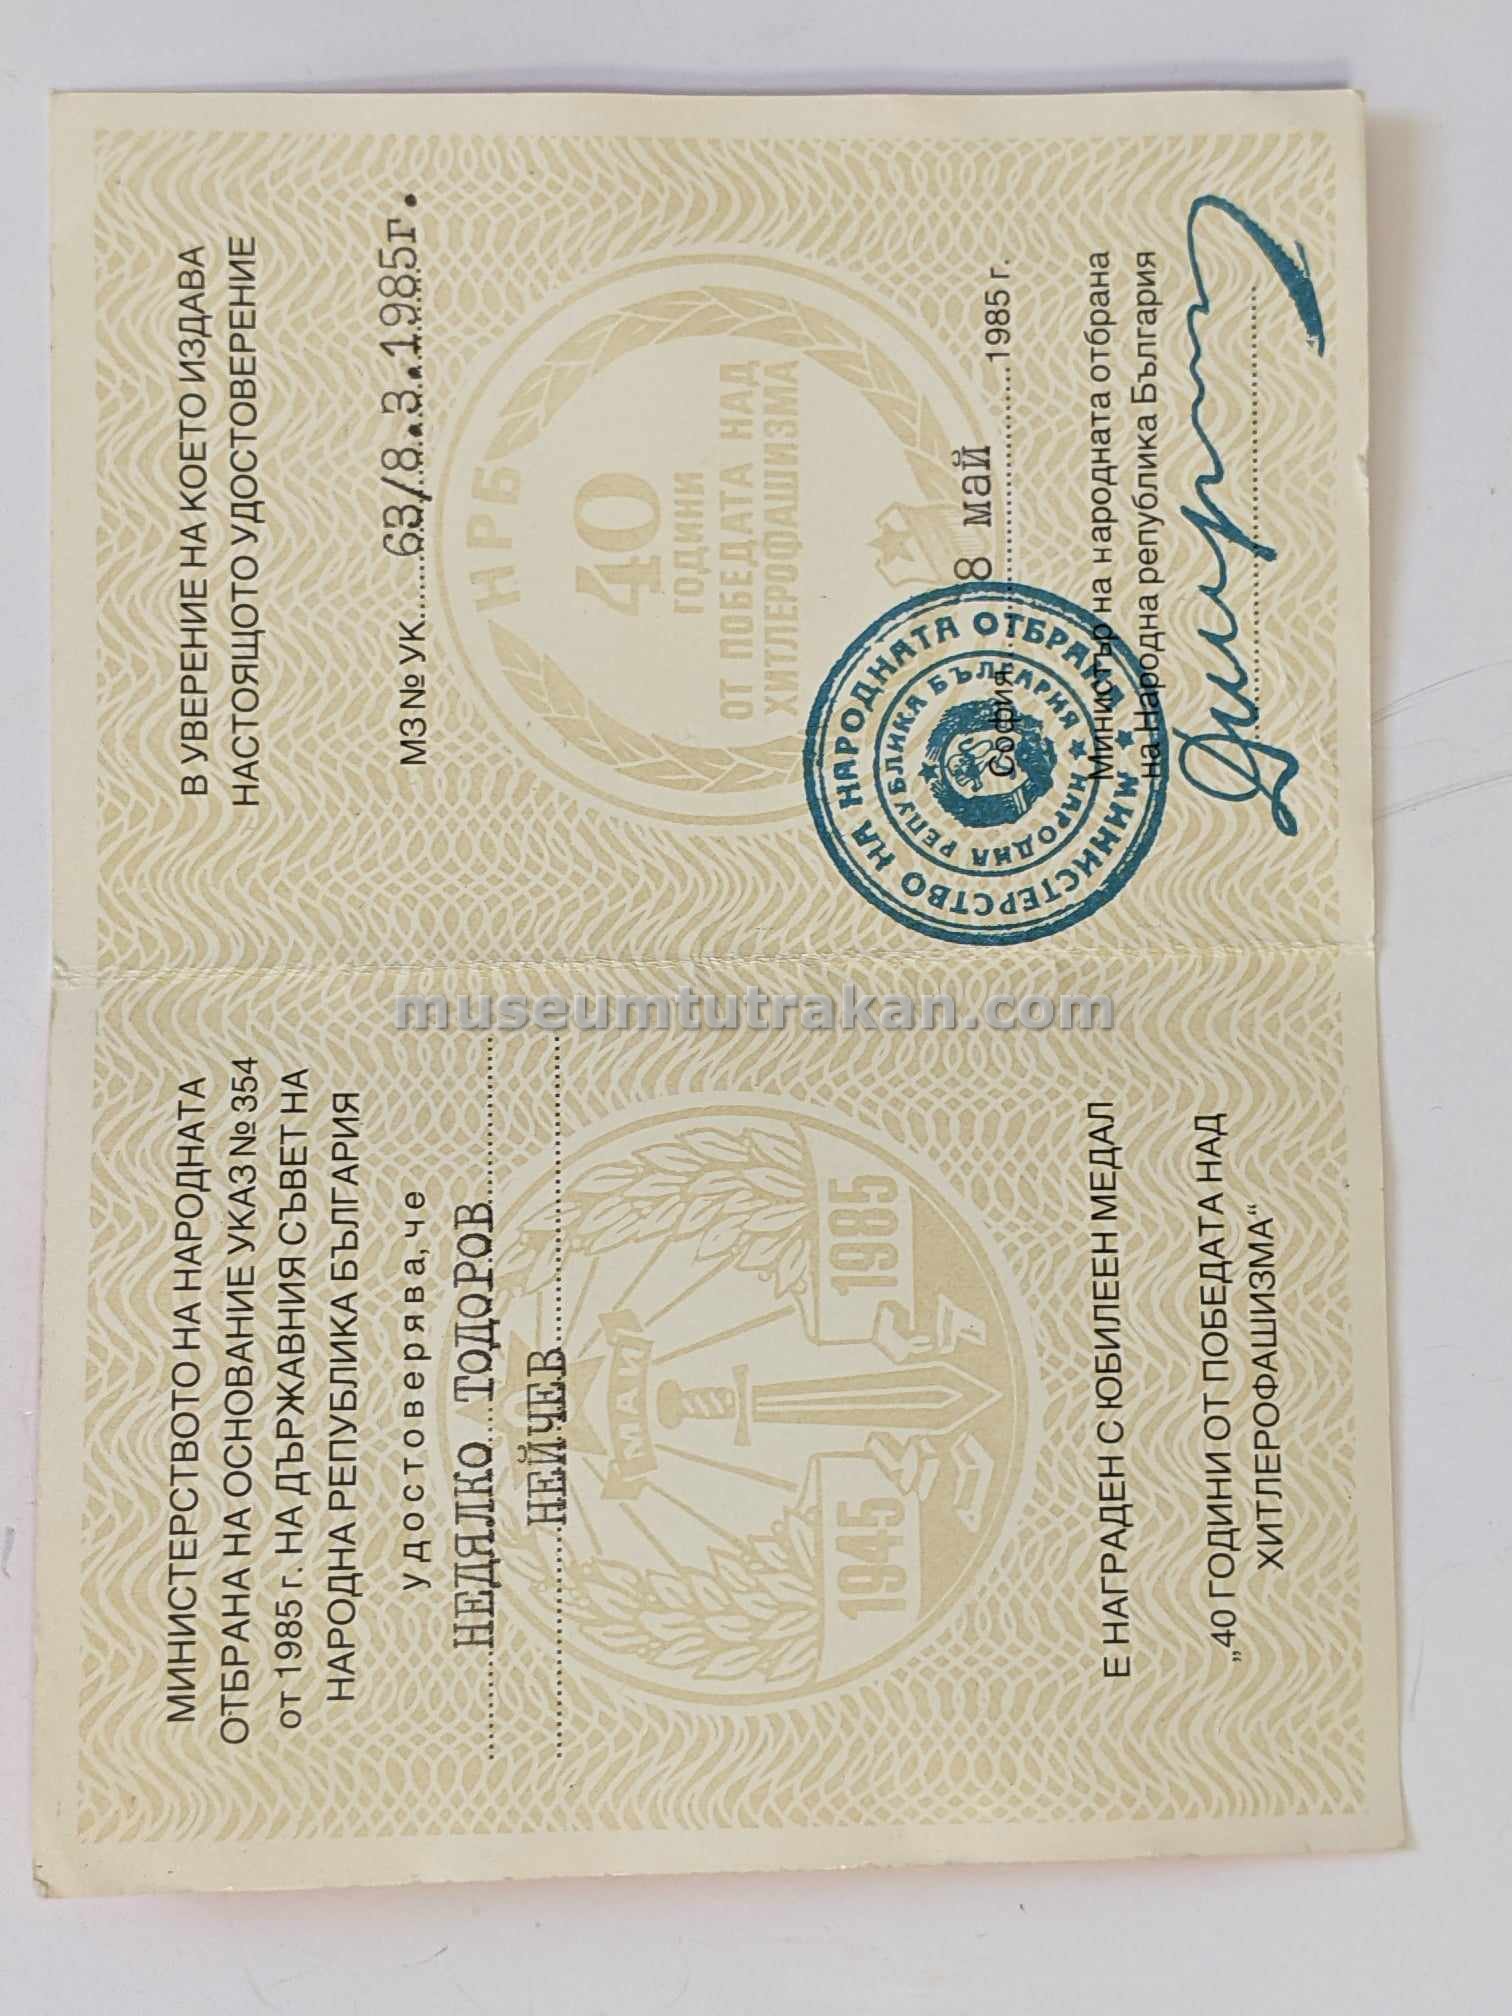 МИНИСТЕРСТВОТО НА НАРОДНАТА
ОТБРАНА НА ОСНОВАНИЕ УКАЗ № 354
от 1985 г. НА ДЪРЖАВНИЯ СЪВЕТ НА
НАРОДНА РЕПУБЛИКА БЪЛГАРИЯ
удостоверява, че
НЕДЯЛКО ТОДОРОВ
НЕЙЧЕВ
МАЙ
1945 1985
Е НАГРАДЕН С ЮБИЛЕЕН МЕДАЛ
„40 ГОДИНИ ОТ ПОБЕДАТА НАД
ХИТЛЕРОФАШИЗМА“
В УВЕРЕНИЕ НА КОЕТО ИЗДАВА
НАСТОЯЩОТО УДОСТОВЕРЕНИЕ
МЗ № УК 63/8.3.1985г.
НРБ
40
ГОДИНИ
ОТ ПОБЕДАТА НАД
ХИТЛЕРОФАШИЗМА
София 8 май 1985 г.
МИНИСТЕРСТВО НА НАРОДНАТА ОТБРАНА
НАРОДНА РЕПУБЛИКА БЪЛГАРИЯ
Министър на народната отбрана
на Народна република България
museumtutrakan.com